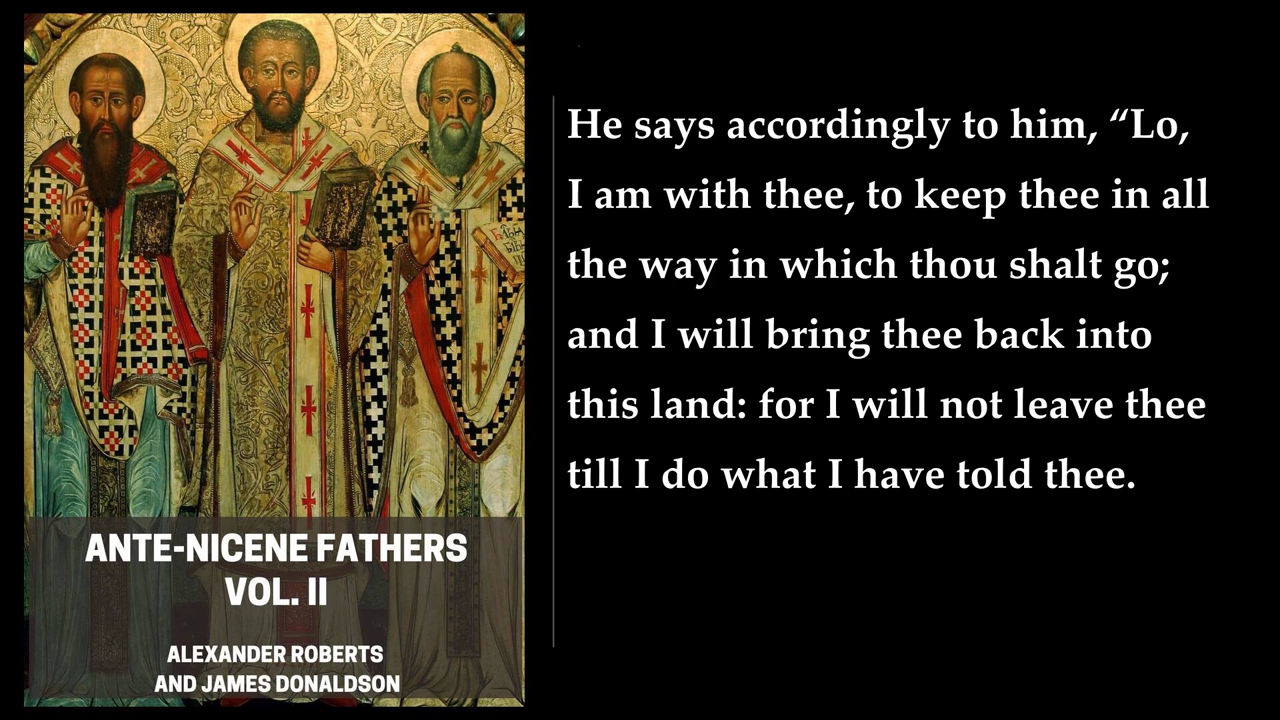 He says accordingly to him, “Lo,
I am with thee, to keep thee in all
the way in which thou shalt go;
and I will bring thee back into
this land: for I will not leave thee
till I do what I have told thee.
ANTE-NICENE FATHERS
VOL. II
ALEXANDER ROBERTS
AND JAMES DONALDSON